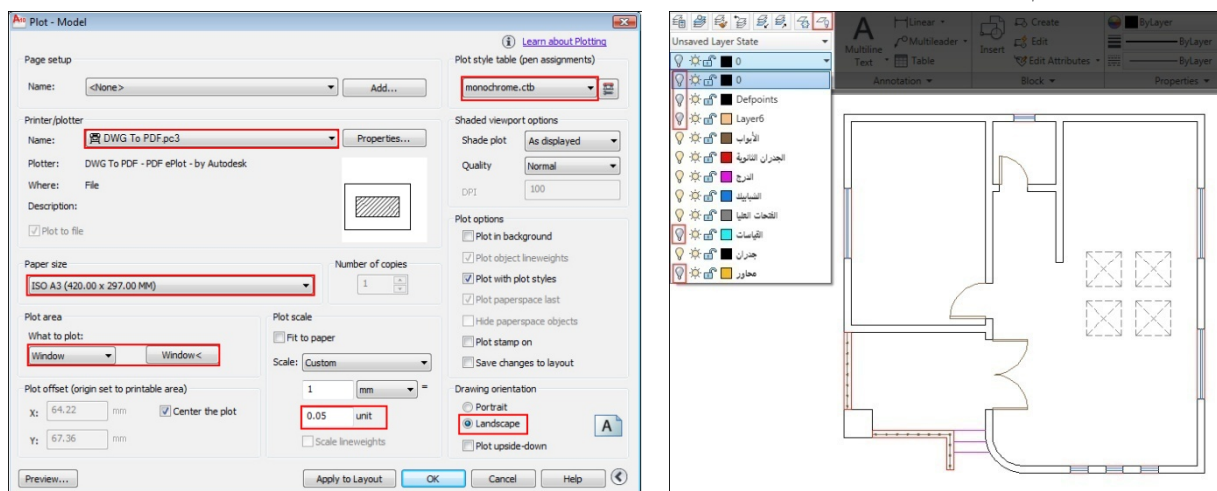 Plot - Model
Learn about Plotting
Page setup
Name: <None> Add...
Plot style table (pen assignments)
monochrome.ctb
Printer/plotter
Name: DWG To PDF.pc3 Properties...
Plotter: DWG To PDF - PDF ePlot - by Autodesk
Where: File
Description:
Plot to file
Shaded viewport options
Shade plot As displayed
Quality Normal
DPI 100
Paper size
ISO A3 (420.00 x 297.00 MM)
Number of copies
1
Plot area
What to plot:
Window Window<
Plot offset (origin set to printable area)
X: 64.22 mm Center the plot
Y: 67.36 mm
Plot scale
Fit to paper
Scale: Custom
1 mm =
0.05 unit
Scale lineweights
Plot options
Plot in background
Plot object lineweights
Plot with plot styles
Plot paperspace last
Hide paperspace objects
Plot stamp on
Save changes to layout
Drawing orientation
Portrait
Landscape
Plot upside-down
A
Preview... Apply to Layout OK Cancel Help
Unsaved Layer State
0
0
Defpoints
Layer6
الأبواب
الجدران الثانوية
الدرج
الشبابيك
الفتحات العليا
القياسات
جدران
محاور
A
Multiline
Text
Linear
Multileader
Table
Annotation
Insert
Create
Edit
Edit Attributes
Block
ByLayer
ByLayer
ByLayer
Properties